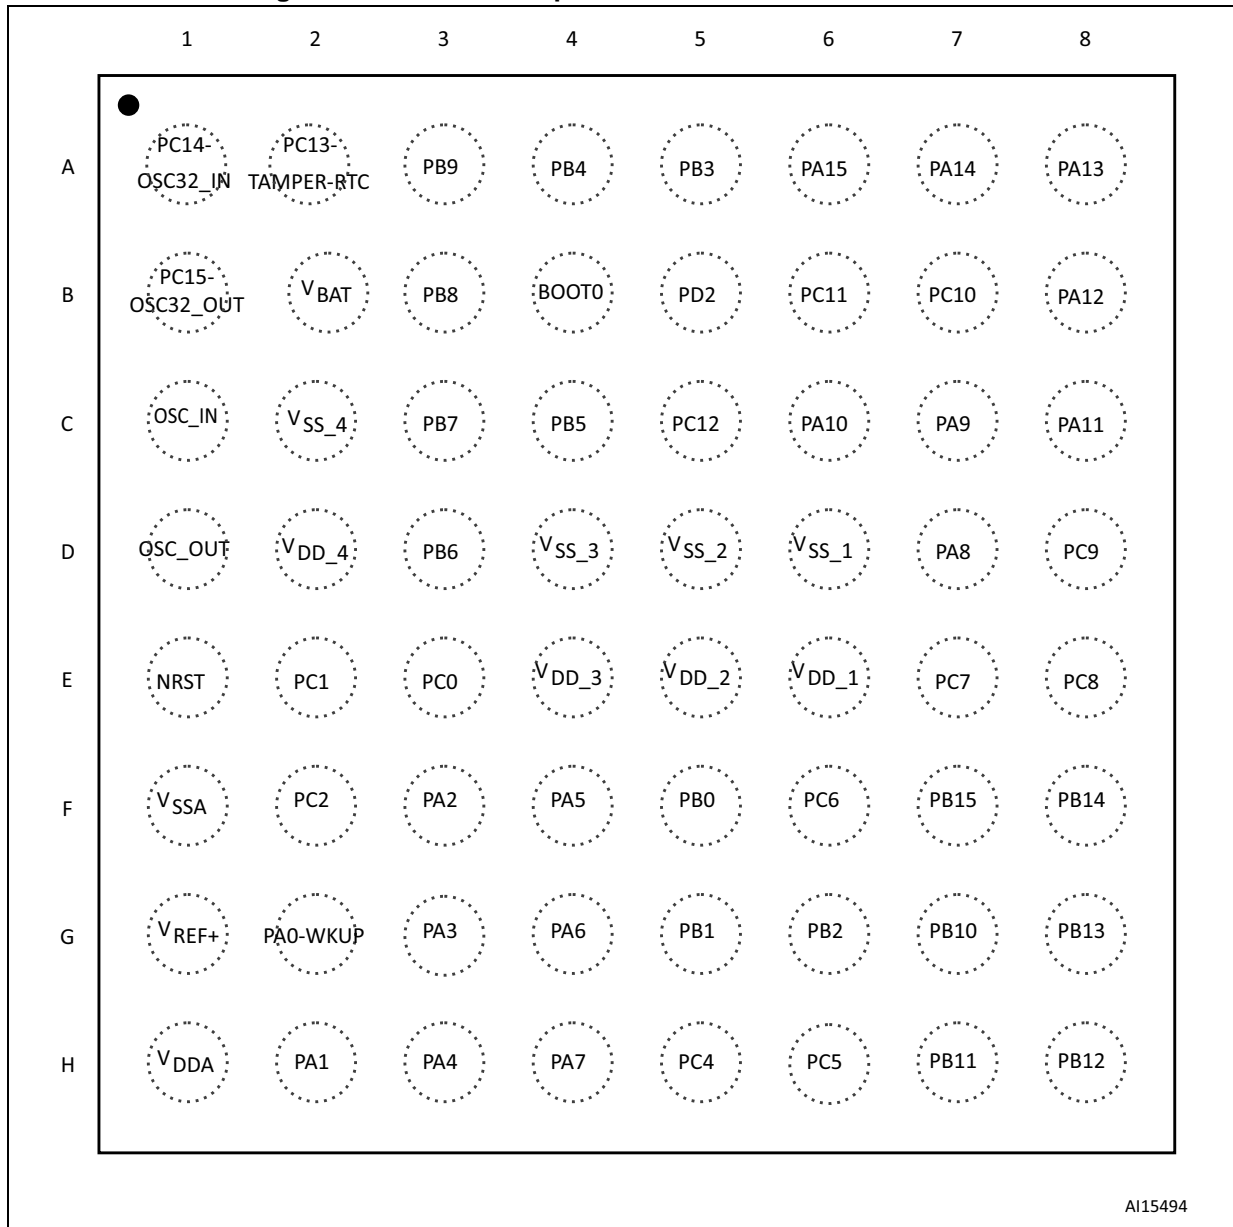 1 2 3 4 5 6 7 8
A
PC14-
OSC32_IN
PC13-
TAMPER-RTC
PB9 PB4 PB3 PA15 PA14 PA13
B
PC15-
OSC32_OUT
VBAT PB8 BOOT0 PD2 PC11 PC10 PA12
C OSC_IN VSS_4 PB7 PB5 PC12 PA10 PA9 PA11
D OSC_OUT VDD_4 PB6 VSS_3 VSS_2 VSS_1 PA8 PC9
E NRST PC1 PC0 VDD_3 VDD_2 VDD_1 PC7 PC8
F VSSA PC2 PA2 PA5 PB0 PC6 PB15 PB14
G VREF+ PA0-WKUP PA3 PA6 PB1 PB2 PB10 PB13
H VDDA PA1 PA4 PA7 PC4 PC5 PB11 PB12
AI15494